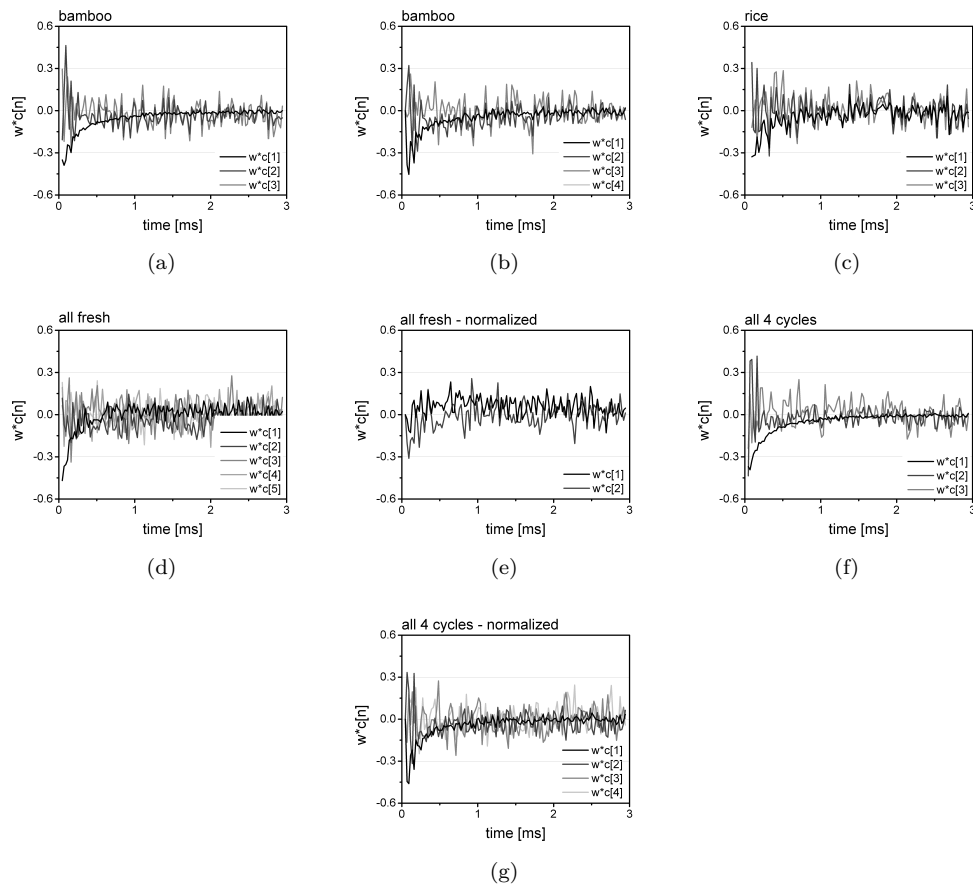 bamboo
0.6
0.3
0.0
-0.3
-0.6
w*c[n]
w*c[1]
w*c[2]
w*c[3]
0
1
2
3
time [ms]
(a)
bamboo
0.6
0.3
0.0
-0.3
-0.6
w*c[n]
w*c[1]
w*c[2]
w*c[3]
w*c[4]
0
1
2
3
time [ms]
(b)
rice
0.6
0.3
0.0
-0.3
-0.6
w*c[n]
w*c[1]
w*c[2]
w*c[3]
0
1
2
3
time [ms]
(c)
all fresh
0.6
0.3
0.0
-0.3
-0.6
w*c[n]
w*c[1]
w*c[2]
w*c[3]
w*c[4]
w*c[5]
0
1
2
3
time [ms]
(d)
all fresh - normalized
0.6
0.3
0.0
-0.3
-0.6
w*c[n]
w*c[1]
w*c[2]
0
1
2
3
time [ms]
(e)
all 4 cycles
0.6
0.3
0.0
-0.3
-0.6
w*c[n]
w*c[1]
w*c[2]
w*c[3]
0
1
2
3
time [ms]
(f)
all 4 cycles - normalized
0.6
0.3
0.0
-0.3
-0.6
w*c[n]
w*c[1]
w*c[2]
w*c[3]
w*c[4]
0
1
2
3
time [ms]
(g)